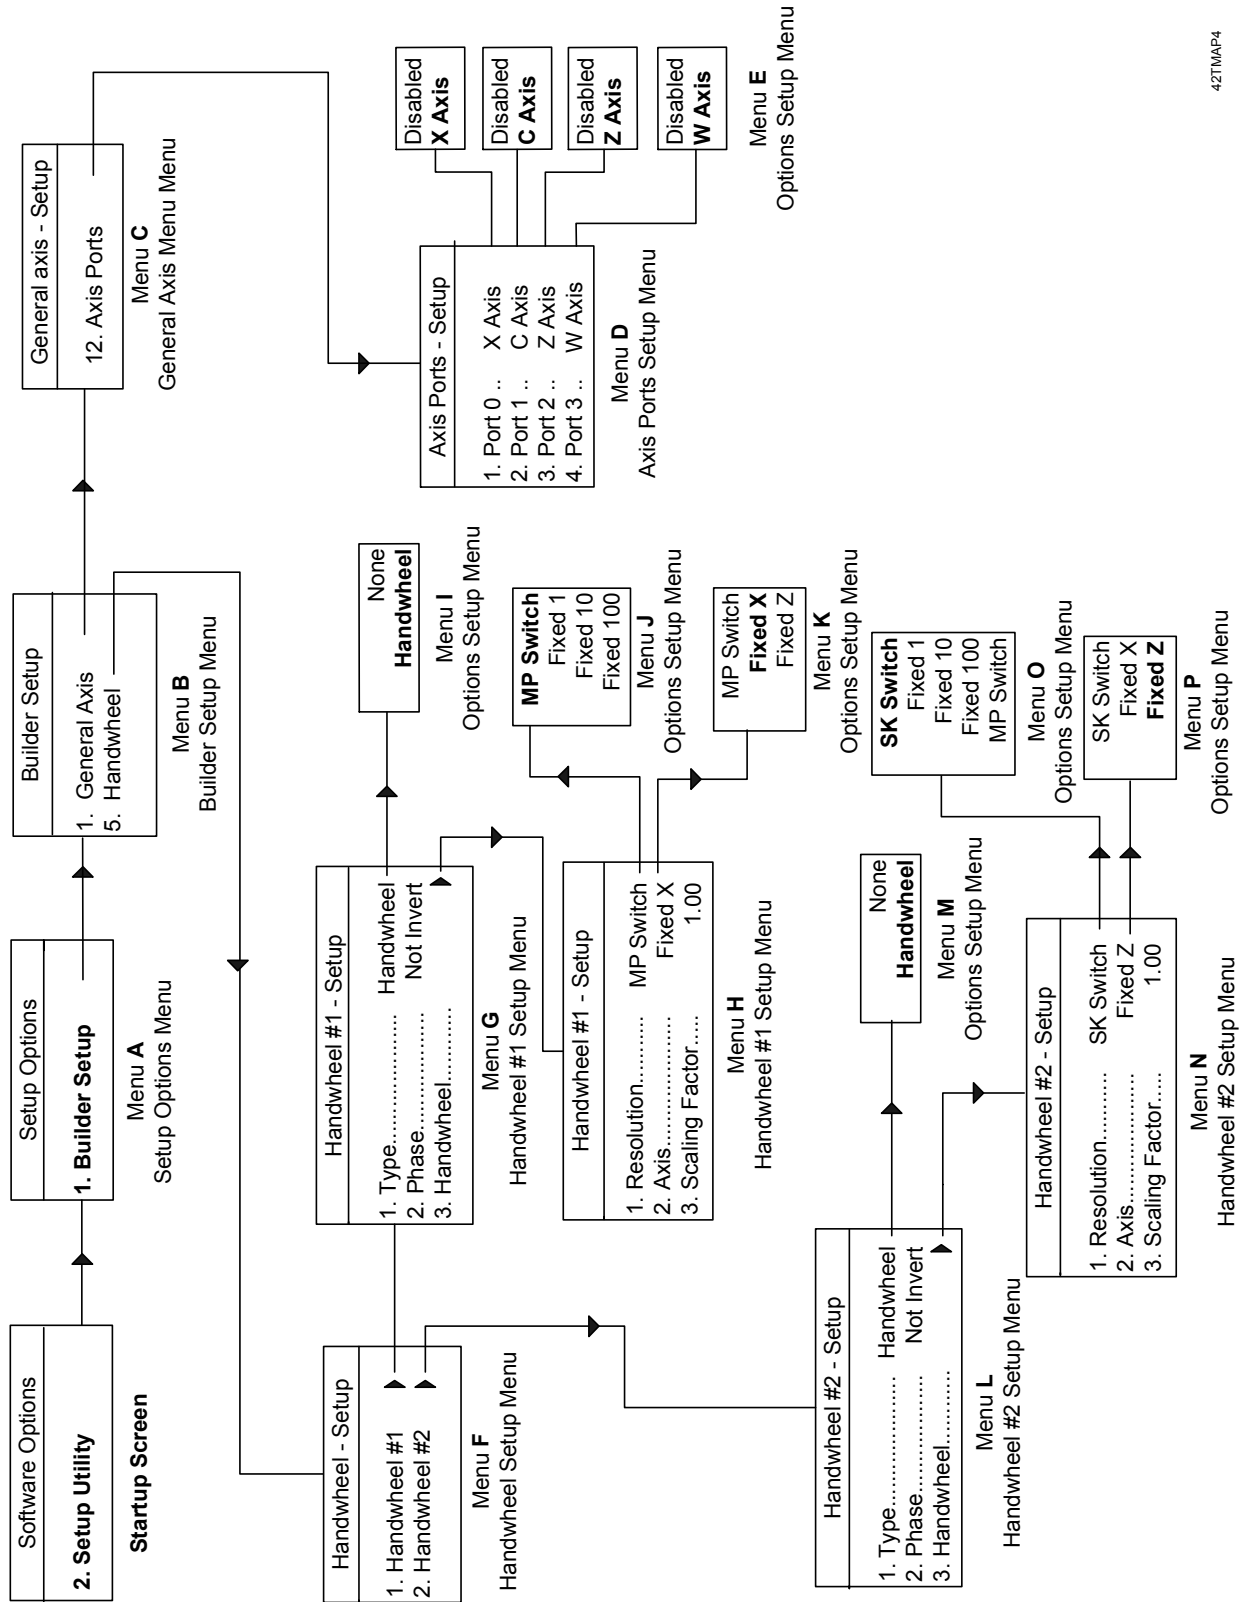 Software Options
2. Setup Utility
Startup Screen
Setup Options
1. Builder Setup
Menu A
Setup Options Menu
Builder Setup
1. General Axis
5. Handwheel
Menu B
Builder Setup Menu
General axis - Setup
12. Axis Ports
Menu C
General Axis Menu Menu
Handwheel - Setup
1. Handwheel #1
2. Handwheel #2
Menu F
Handwheel Setup Menu
Handwheel #1 - Setup
1. Type.................... Handwheel
2. Phase.................. Not Invert
3. Handwheel............
Menu G
Handwheel #1 Setup Menu
None
Handwheel
Menu I
Options Setup Menu
Axis Ports - Setup
1. Port 0 .. X Axis
2. Port 1 .. C Axis
3. Port 2 .. Z Axis
4. Port 3 .. W Axis
Menu D
Axis Ports Setup Menu
Disabled
X Axis
Disabled
C Axis
Disabled
Z Axis
Disabled
W Axis
Menu E
Options Setup Menu
Handwheel #1 - Setup
1. Resolution......... MP Switch
2. Axis................. Fixed X
3. Scaling Factor..... 1.00
Menu H
Handwheel #1 Setup Menu
MP Switch
Fixed 1
Fixed 10
Fixed 100
Menu J
Options Setup Menu
MP Switch
Fixed X
Fixed Z
Menu K
Options Setup Menu
Handwheel #2 - Setup
1. Type.................... Handwheel
2. Phase.................. Not Invert
3. Handwheel............
Menu L
Handwheel #2 Setup Menu
None
Handwheel
Menu M
Options Setup Menu
SK Switch
Fixed 1
Fixed 10
Fixed 100
MP Switch
Menu O
Options Setup Menu
Handwheel #2 - Setup
1. Resolution......... SK Switch
2. Axis................. Fixed Z
3. Scaling Factor.... 1.00
Menu N
Handwheel #2 Setup Menu
SK Switch
Fixed X
Fixed Z
Menu P
Options Setup Menu
42TMAP4